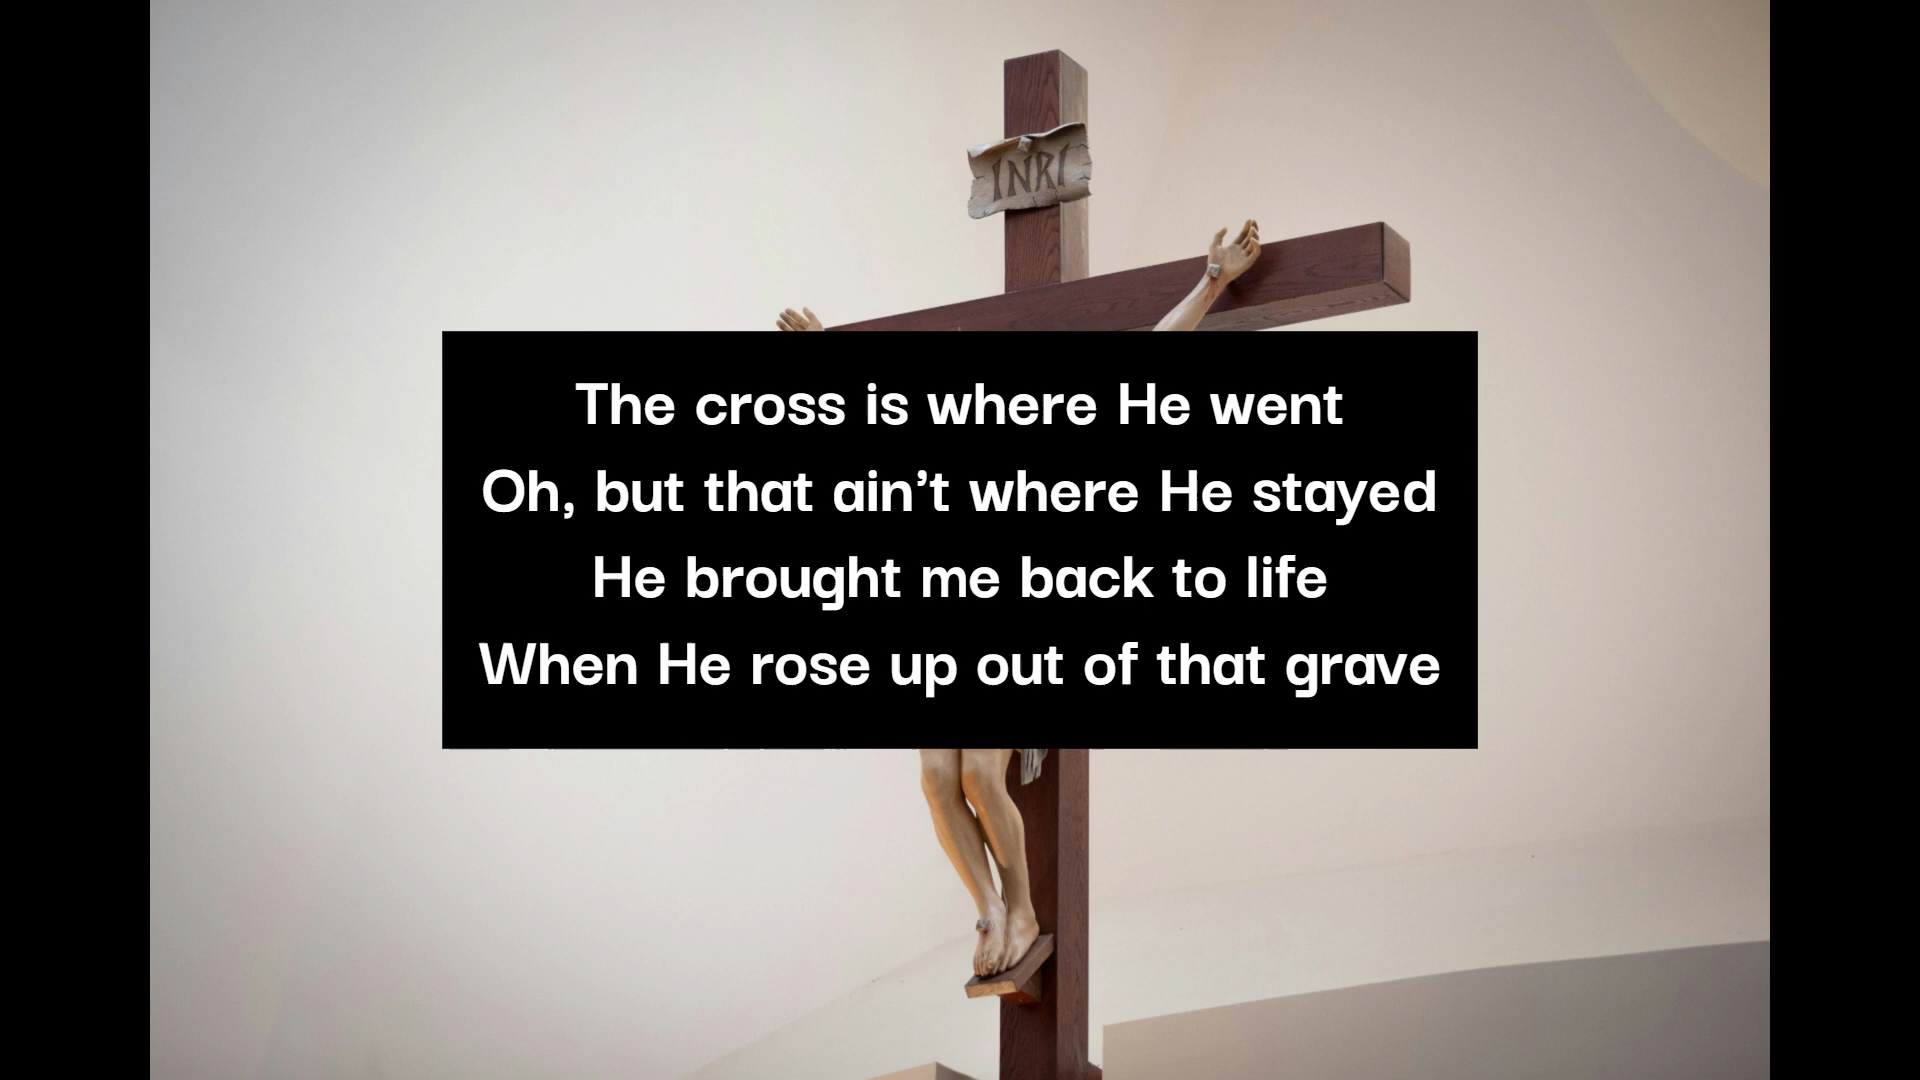 INRI
The cross is where He went
Oh, but that ain’t where He stayed
He brought me back to life
When He rose up out of that grave